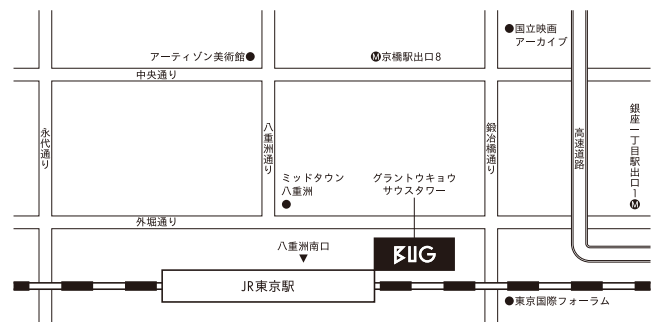 国立映画
アーカイブ
アーティゾン美術館
Ⓜ京橋駅出口8
中央通り
永代通り
八重洲通り
鍛冶橋通り
高速道路
銀座一丁目駅出口1Ⓜ
ミッドタウン
八重洲
グラントウキョウ
サウスタワー
外堀通り
八重洲南口
BUG
JR東京駅
東京国際フォーラム